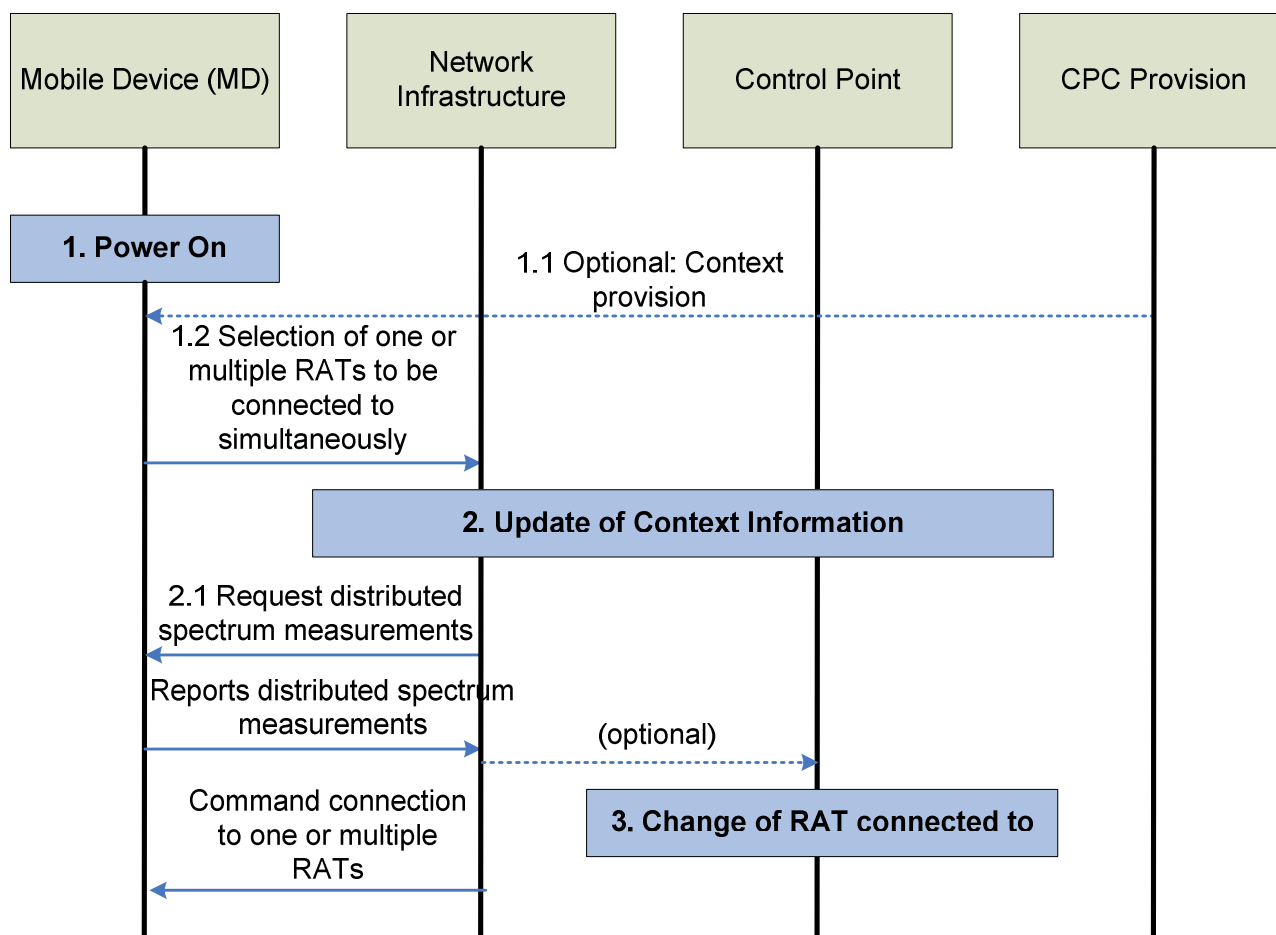 Mobile Device (MD)
Network
Infrastructure
Control Point
CPC Provision
1. Power On
1.1 Optional: Context
provision
1.2 Selection of one or
multiple RATs to be
connected to
simultaneously
2. Update of Context Information
2.1 Request distributed
spectrum measurements
Reports distributed spectrum
measurements
(optional)
Command connection
to one or multiple
RATs
3. Change of RAT connected to